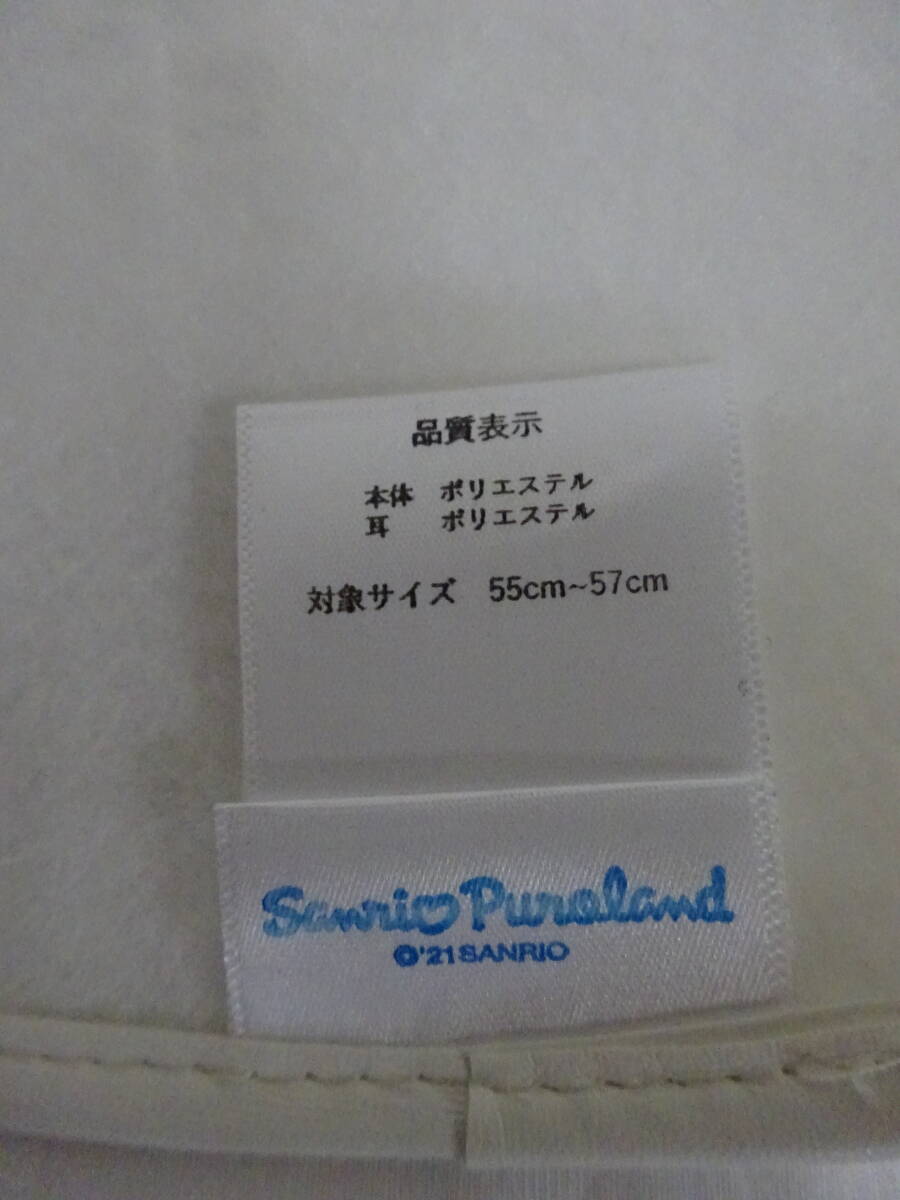 品質表示
本体 ポリエステル
耳 ポリエステル
対象サイズ 55cm~57cm
Sanrio Puroland
©'21 SANRIO